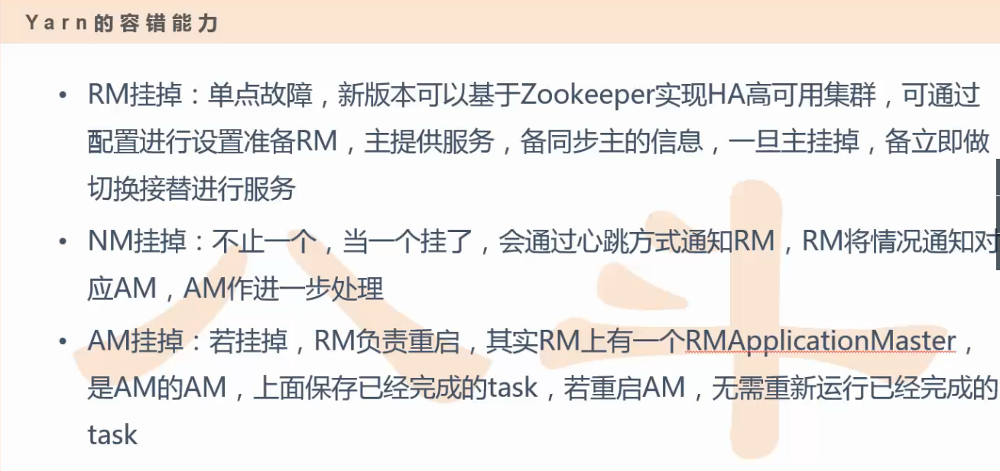 Yarn的容错能力
• RM挂掉：单点故障，新版本可以基于Zookeeper实现HA高可用集群，可通过
配置进行设置准备RM，主提供服务，备同步主的信息，一旦主挂掉，备立即做
切换接替进行服务
• NM挂掉：不止一个，当一个挂了，会通过心跳方式通知RM，RM将情况通知对
应AM，AM作进一步处理
• AM挂掉：若挂掉，RM负责重启，其实RM上有一个RMApplicationMaster，
是AM的AM，上面保存已经完成的task，若重启AM，无需重新运行已经完成的
task
八斗